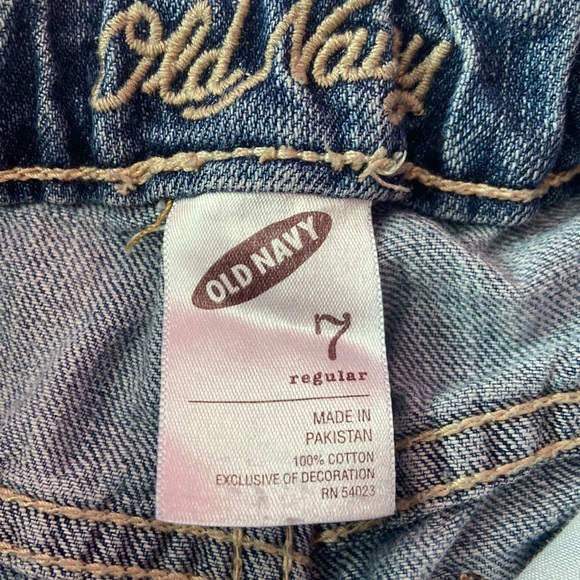 Old Navy
OLD NAVY
7
regular
MADE IN
PAKISTAN
100% COTTON
EXCLUSIVE OF DECORATION
RN 54023